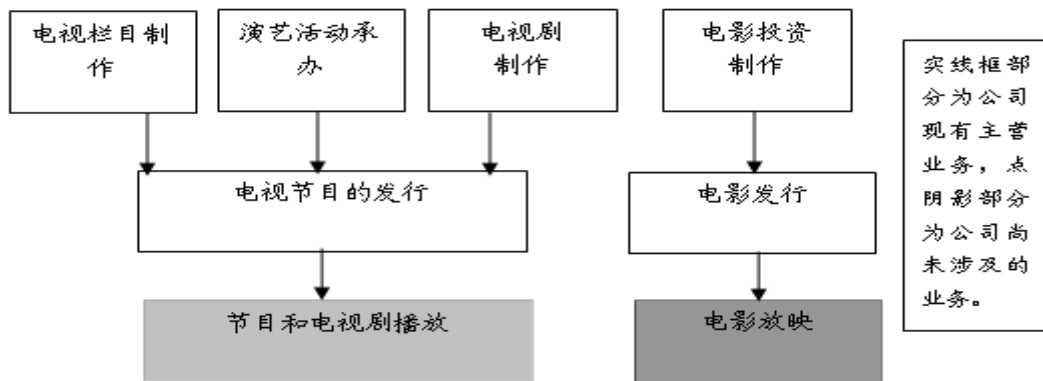 电视栏目制
作
演艺活动承
办
电视剧
制作
电影投资
制作
电视节目的发行
电影发行
节目和电视剧播放
电影放映
实线框部
分为公司
现有主营
业务，点
阴影部分
为公司尚
未涉及的
业务。